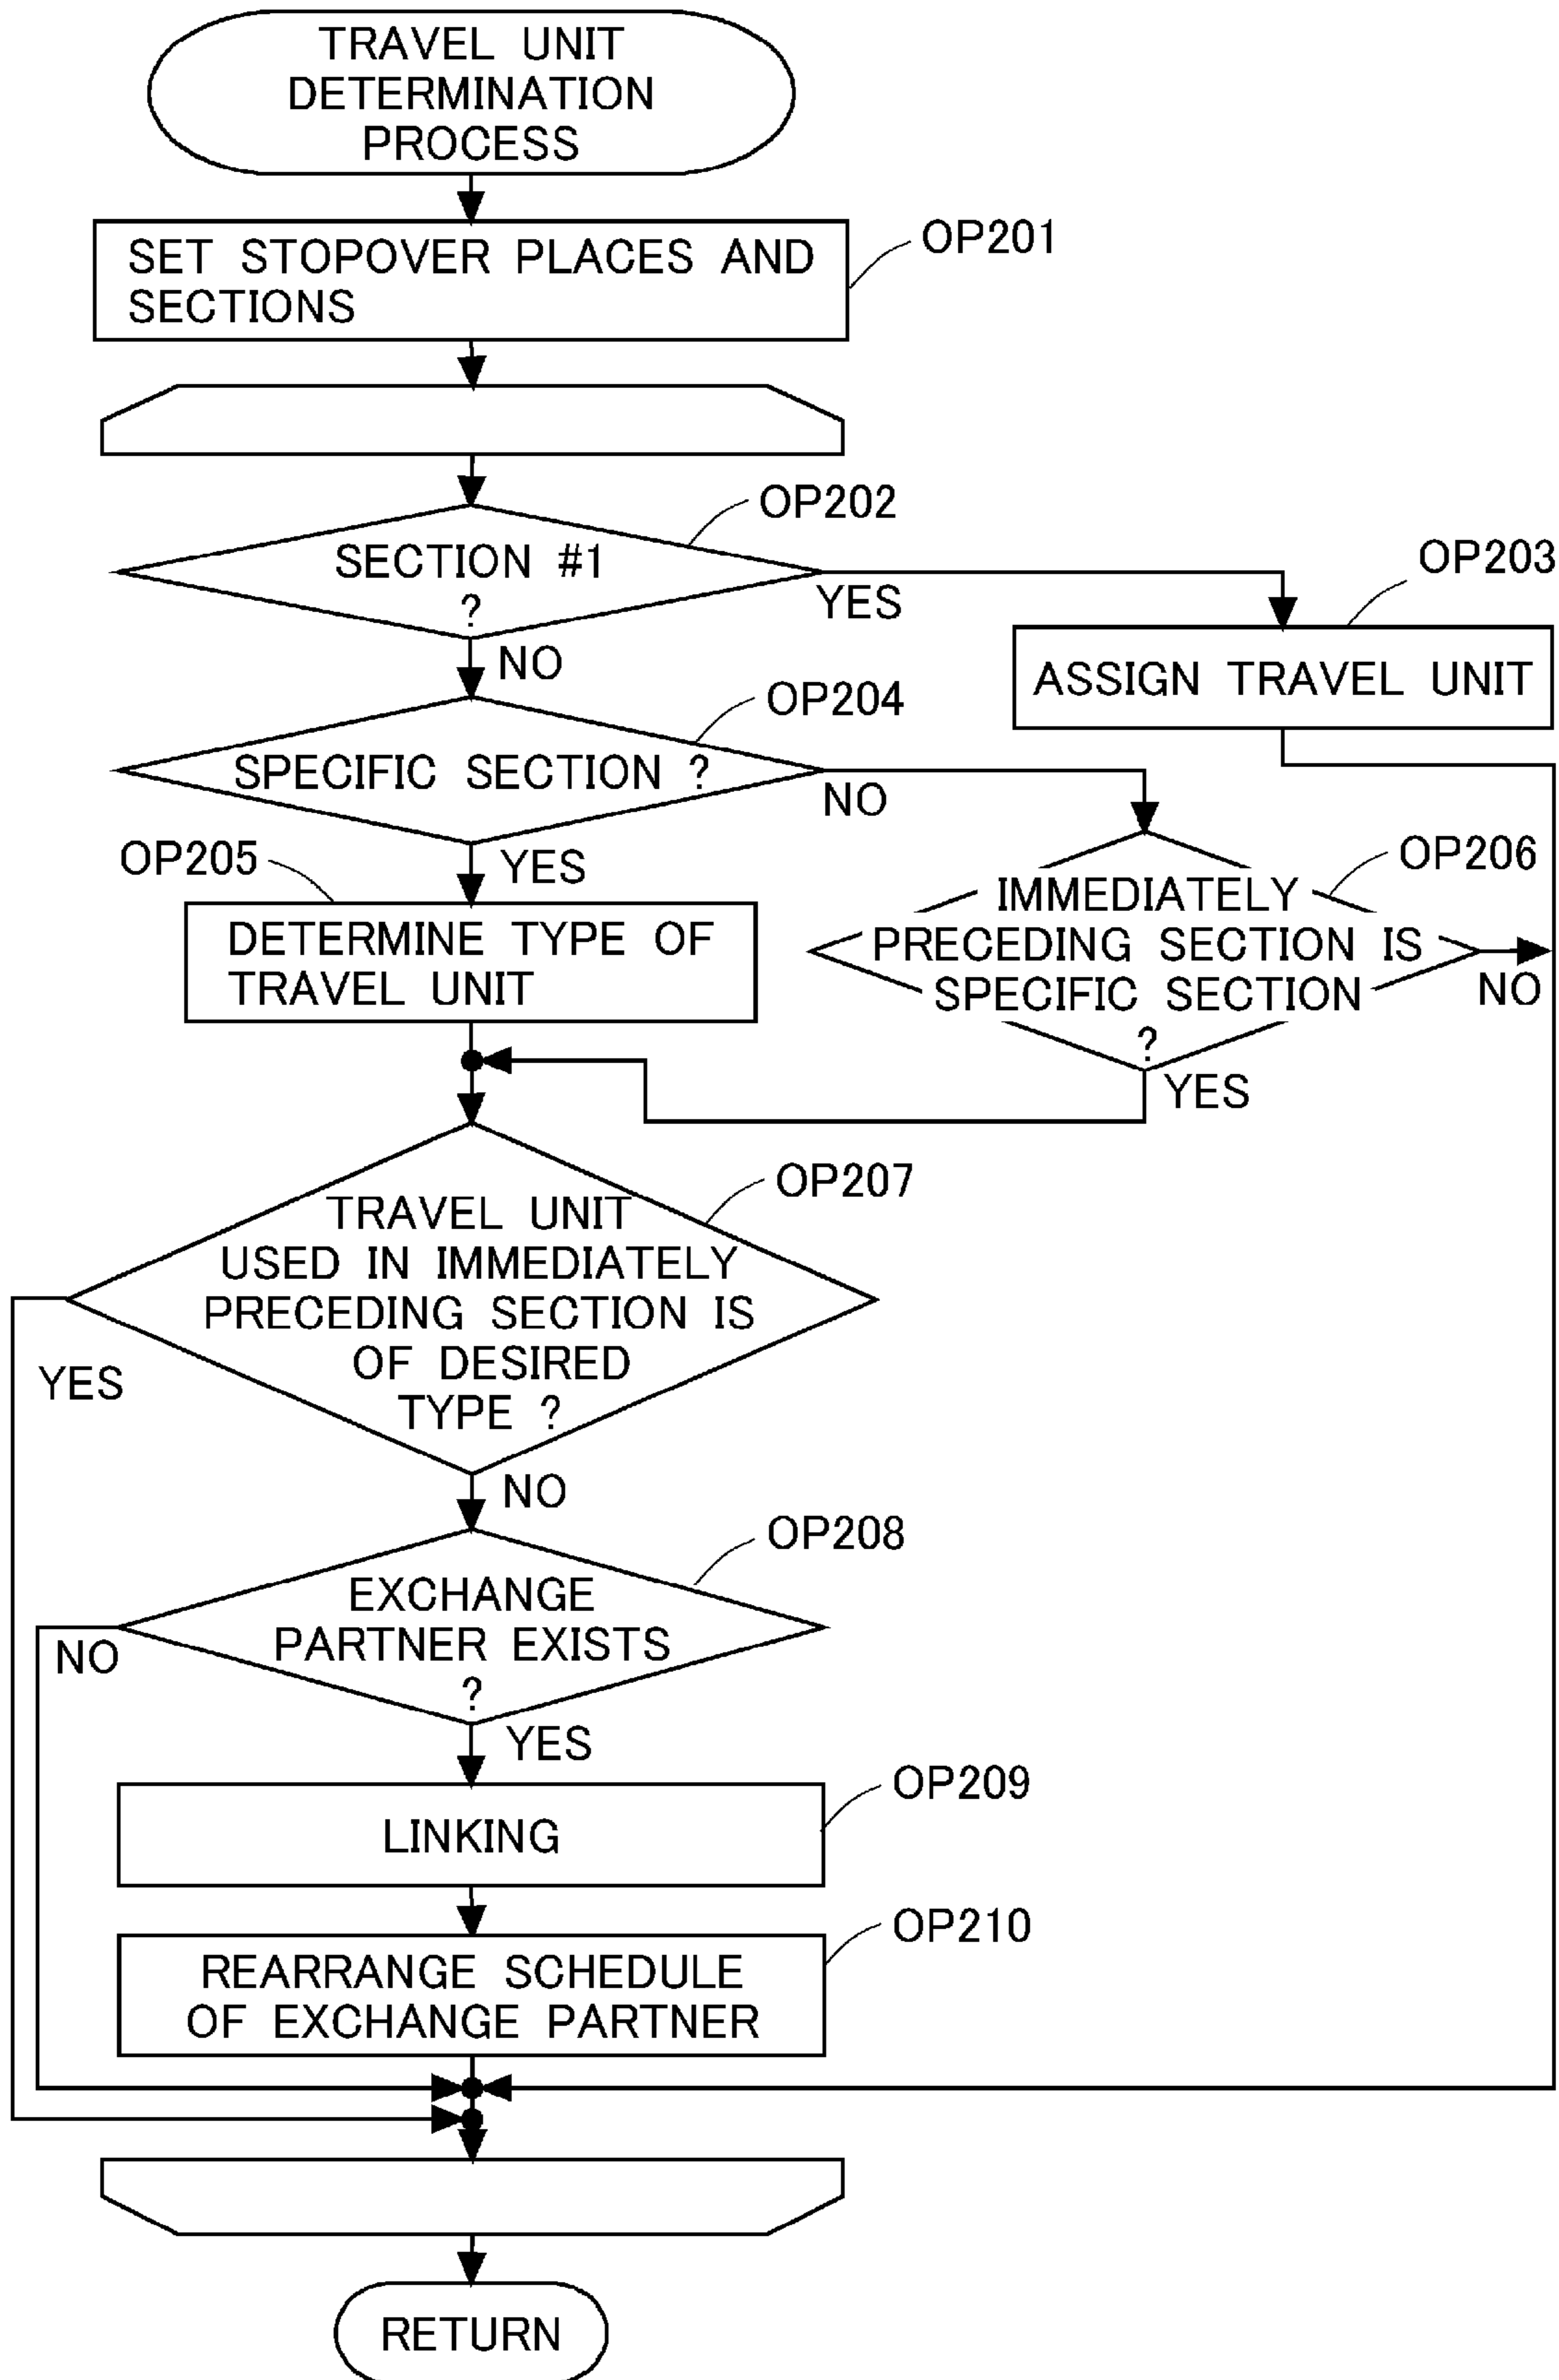 TRAVEL UNIT
DETERMINATION
PROCESS
SET STOPOVER PLACES AND
SECTIONS
OP201
SECTION #1
?
OP202
YES
NO
OP203
ASSIGN TRAVEL UNIT
SPECIFIC SECTION ?
OP204
NO
YES
OP205
DETERMINE TYPE OF
TRAVEL UNIT
OP206
IMMEDIATELY
PRECEDING SECTION IS
SPECIFIC SECTION
?
NO
YES
OP207
TRAVEL UNIT
USED IN IMMEDIATELY
PRECEDING SECTION IS
OF DESIRED
TYPE ?
YES
NO
OP208
EXCHANGE
PARTNER EXISTS
?
NO
YES
OP209
LINKING
OP210
REARRANGE SCHEDULE
OF EXCHANGE PARTNER
RETURN